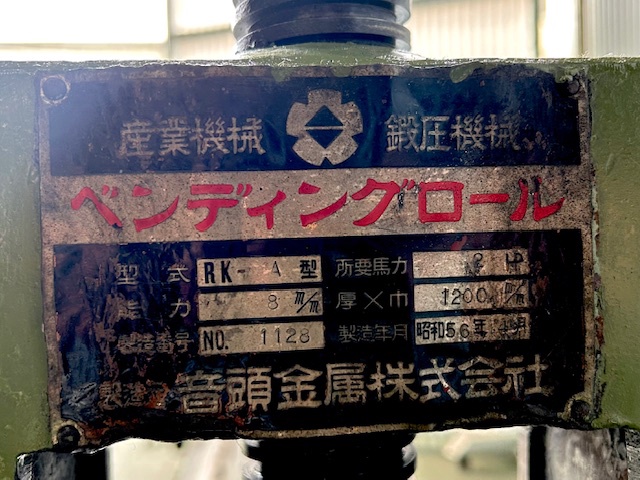 産業機械 鍛圧機械
ベンディングロール
型式 RK- A型 所要馬力
能力 8 m/m 厚×巾 1200 m/m
製造番号 NO. 1128 製造年月 昭和56年 月
製造 音頭金属株式会社